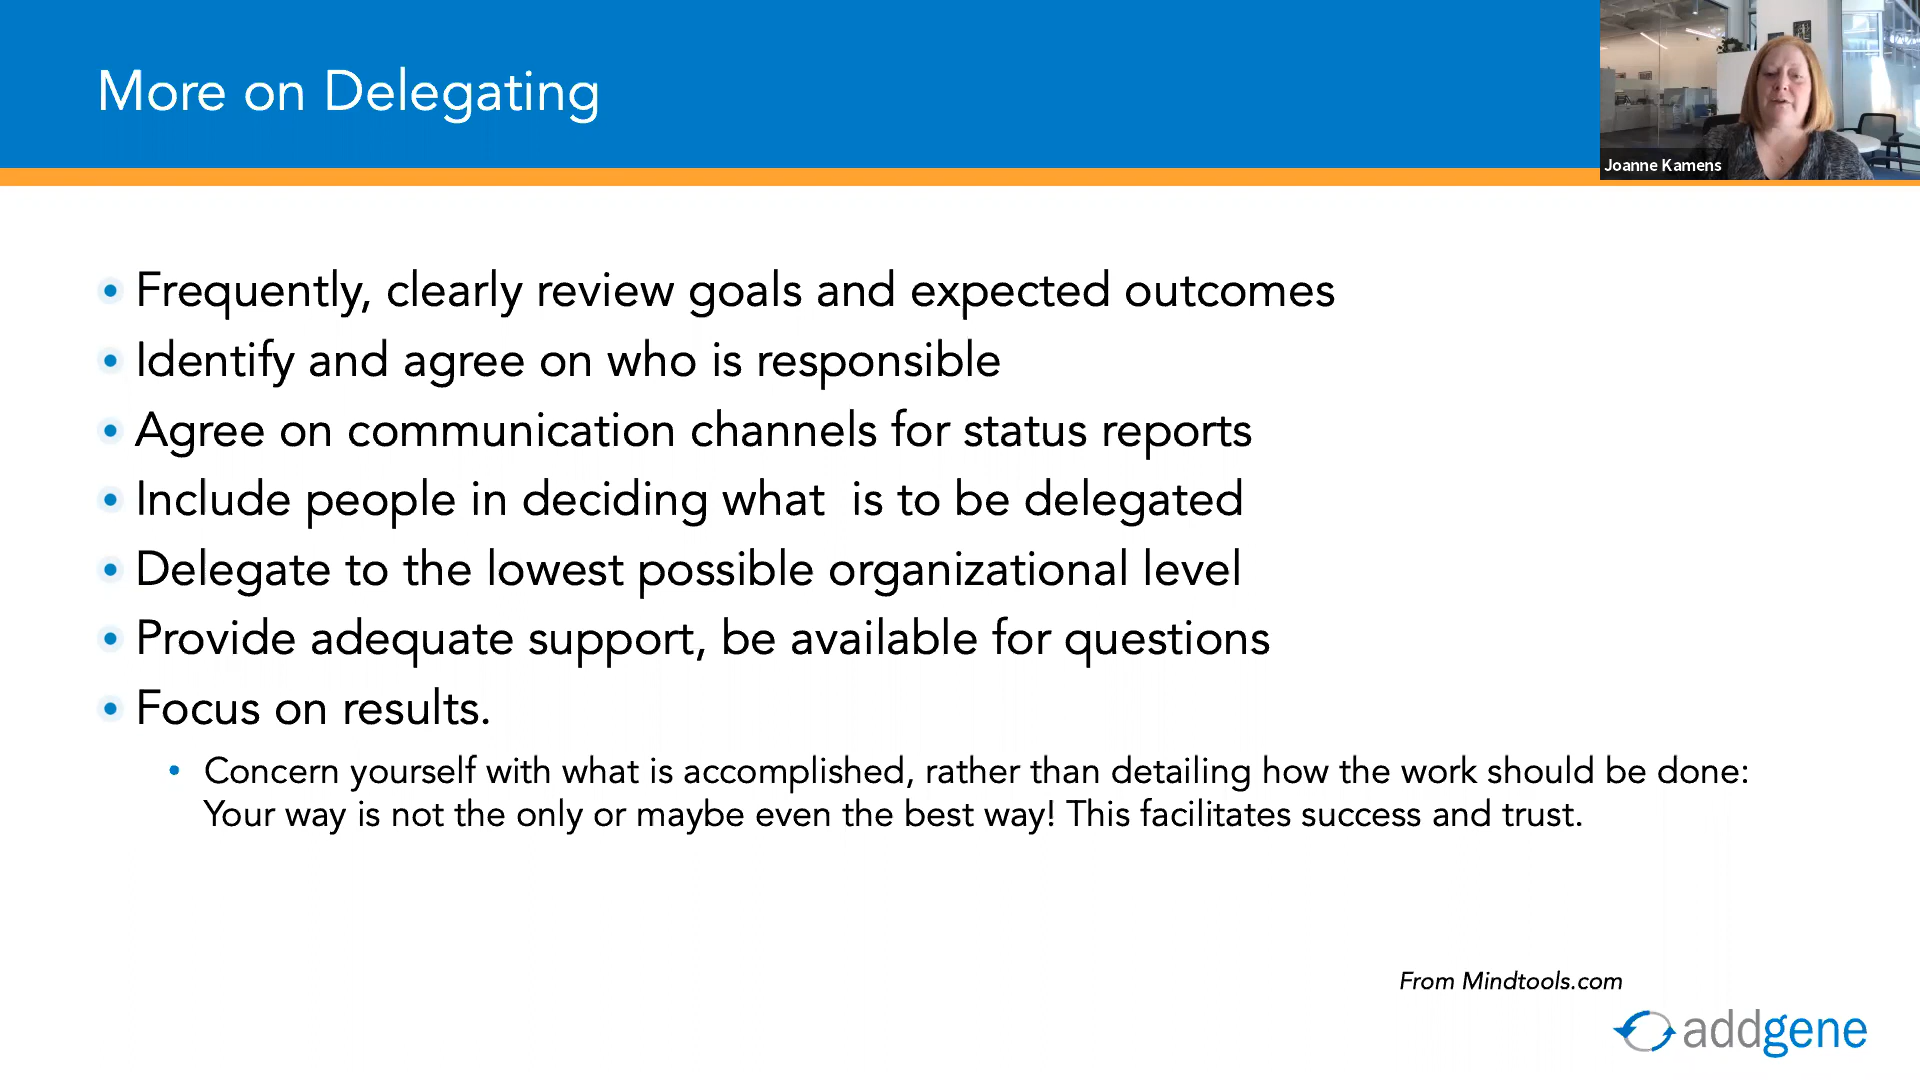 More on Delegating
Joanne Kamens
• Frequently, clearly review goals and expected outcomes
• Identify and agree on who is responsible
• Agree on communication channels for status reports
• Include people in deciding what  is to be delegated
• Delegate to the lowest possible organizational level
• Provide adequate support, be available for questions
• Focus on results.
• Concern yourself with what is accomplished, rather than detailing how the work should be done:
Your way is not the only or maybe even the best way! This facilitates success and trust.
From Mindtools.com
addgene